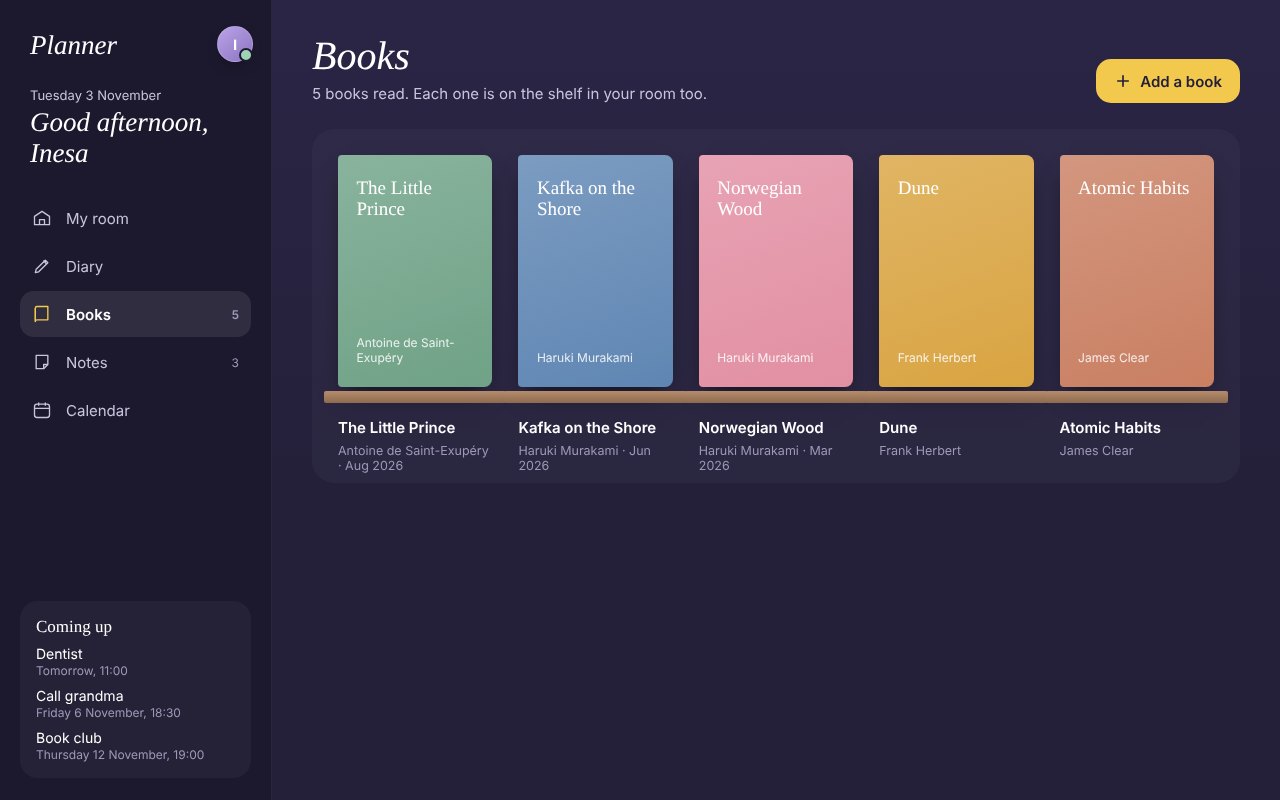 Planner
I
Tuesday 3 November
Good afternoon,
Inesa
My room
Diary
Books 5
Notes 3
Calendar
Coming up
Dentist
Tomorrow, 11:00
Call grandma
Friday 6 November, 18:30
Book club
Thursday 12 November, 19:00
Books
5 books read. Each one is on the shelf in your room too.
+ Add a book
The Little
Prince
Antoine de Saint-
Exupéry
Kafka on the
Shore
Haruki Murakami
Norwegian
Wood
Haruki Murakami
Dune
Frank Herbert
Atomic Habits
James Clear
The Little Prince
Antoine de Saint-Exupéry
· Aug 2026
Kafka on the Shore
Haruki Murakami · Jun
2026
Norwegian Wood
Haruki Murakami · Mar
2026
Dune
Frank Herbert
Atomic Habits
James Clear